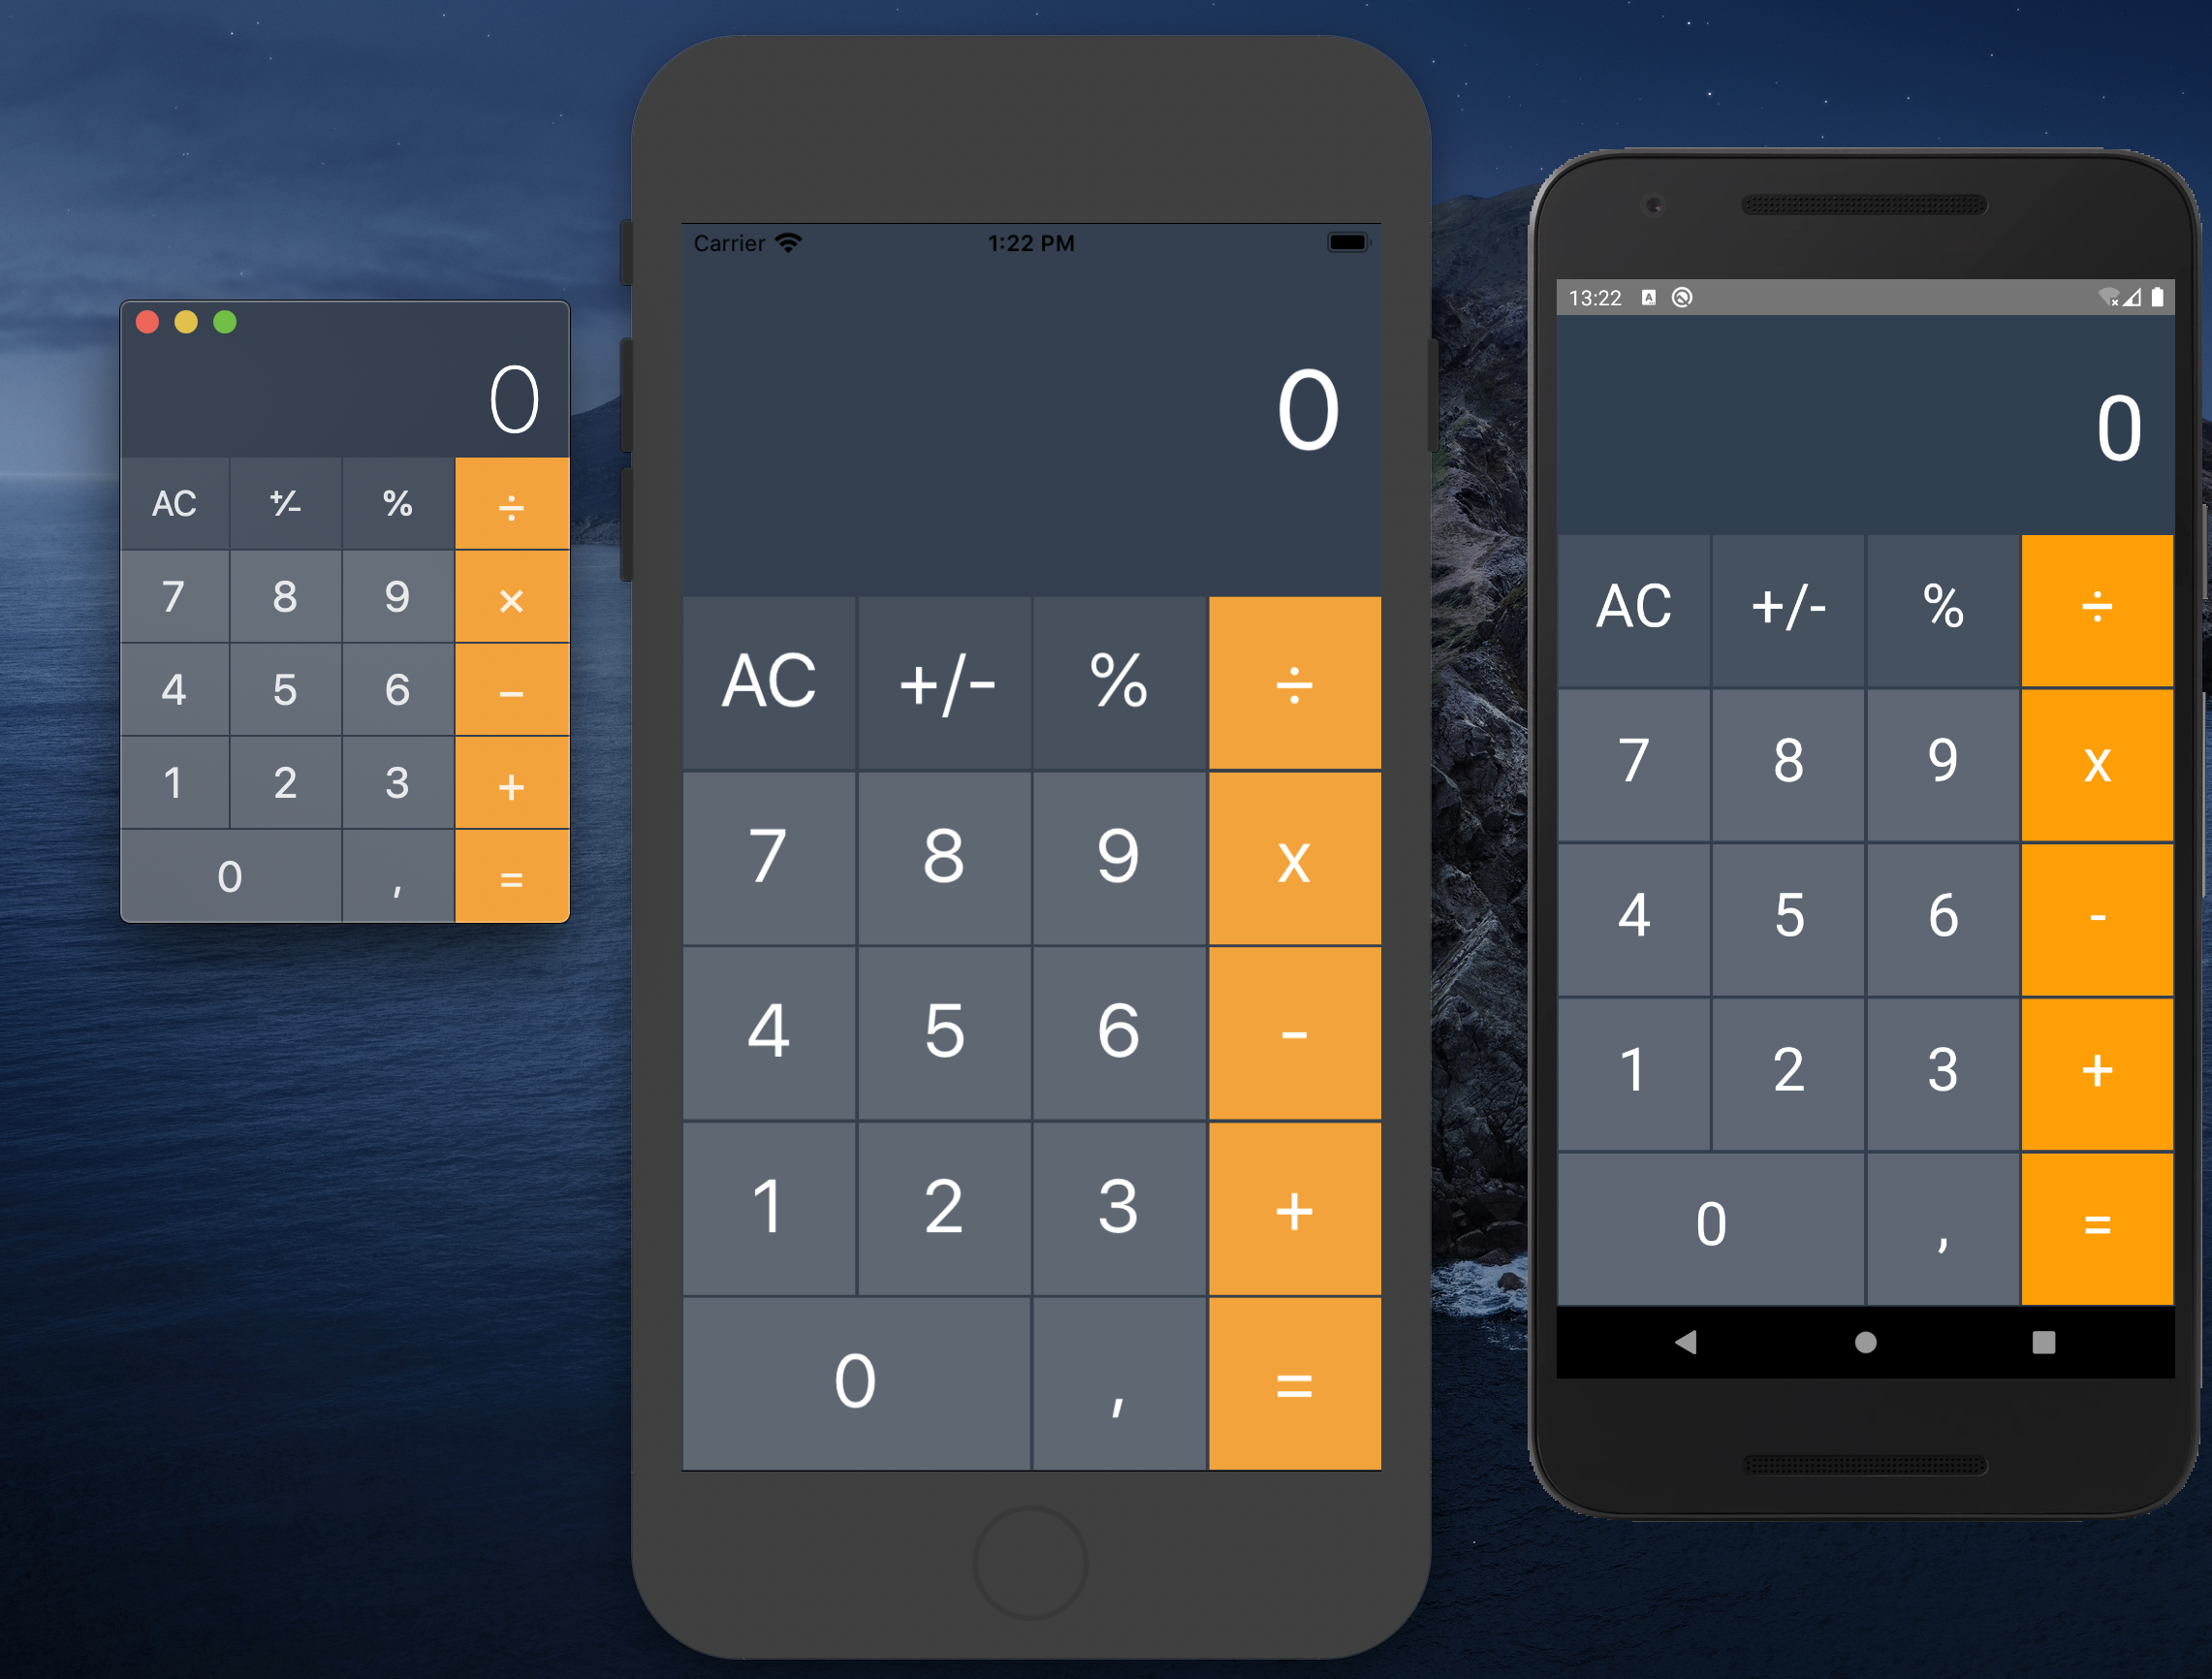 0
AC ⁺⁄₋ % ÷
7 8 9 ×
4 5 6 −
1 2 3 +
0 , =
Carrier 1:22 PM
0
AC +/- % ÷
7 8 9 x
4 5 6 -
1 2 3 +
0 , =
13:22 A
0
AC +/- % ÷
7 8 9 x
4 5 6 -
1 2 3 +
0 , =